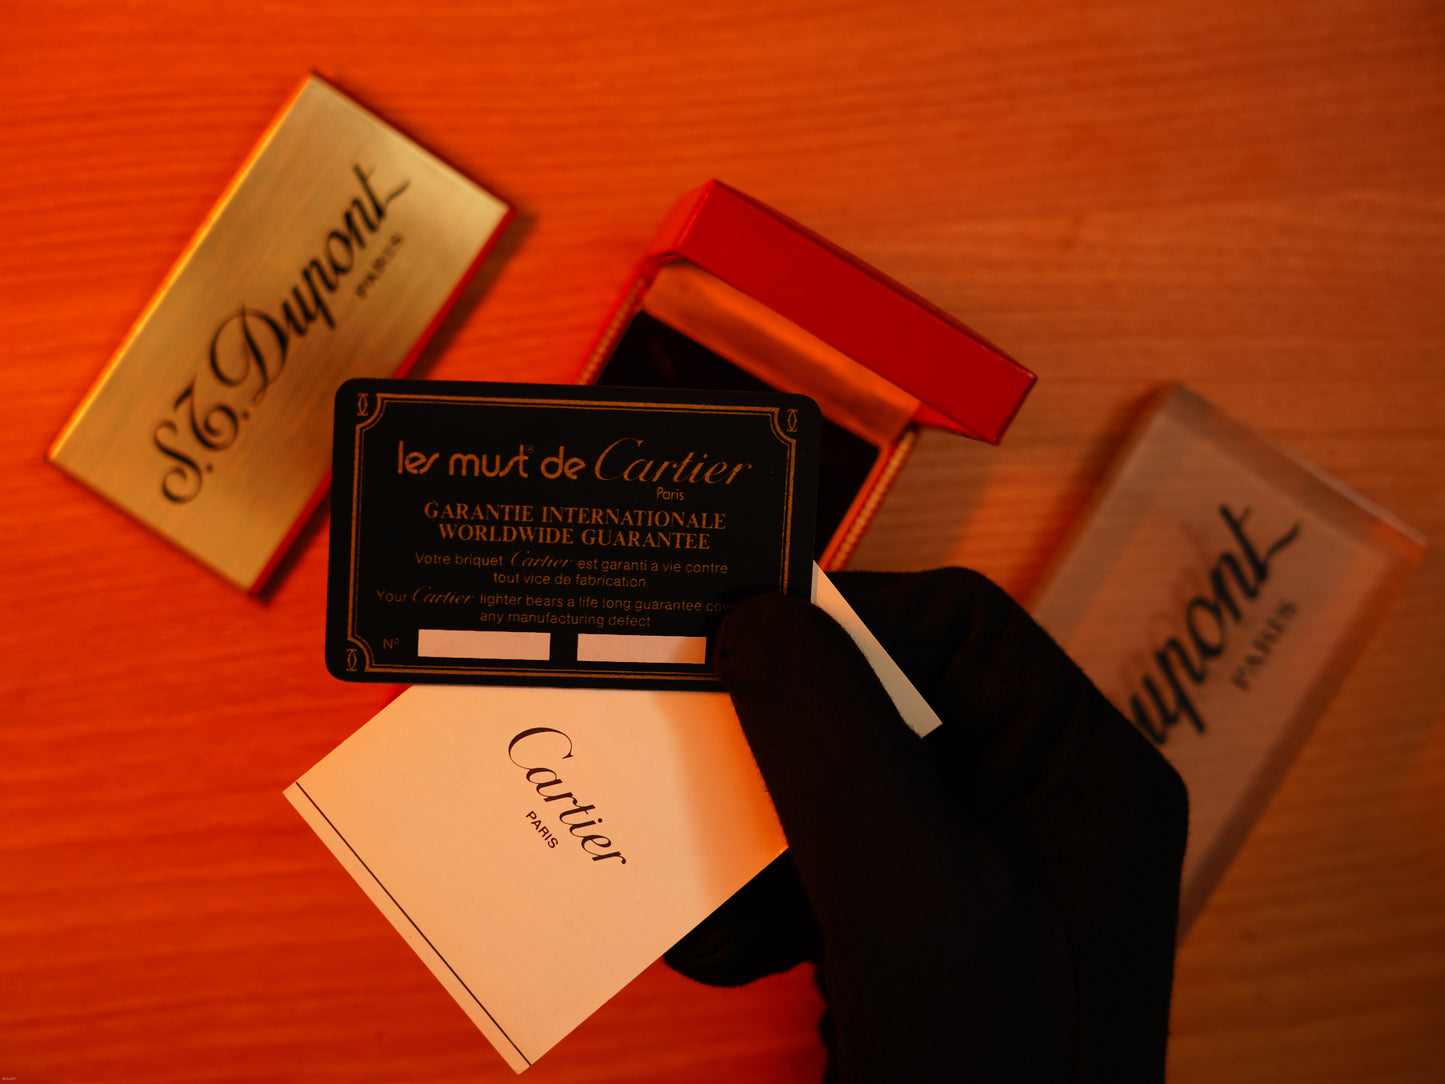 S.T. Dupont
PARIS
les must® de Cartier
Paris
GARANTIE INTERNATIONALE
WORLDWIDE GUARANTEE
Votre briquet Cartier est garanti a vie contre
tout vice de fabrication.
Your Cartier lighter bears a life long guarantee
any manufacturing defect
N°
Cartier
PARIS
upont
PARIS